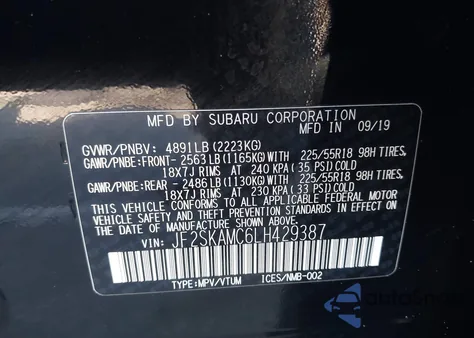 MFD BY SUBARU CORPORATION
MFD IN 09/19
GVWR/PNBV: 4891LB (2223KG)
GAWR/PNBE: FRONT- 2563LB (1165KG) WITH 225/55R18 98H TIRES,
18X7J RIMS AT 240 KPA (35 PSI) COLD
GAWR/PNBE: REAR - 2486LB (1130KG) WITH 225/55R18 98H TIRES,
18X7J RIMS AT 230 KPA (33 PSI) COLD
THIS VEHICLE CONFORMS TO ALL APPLICABLE
FEDERAL MOTOR VEHICLE SAFETY AND
THEFT PREVENTION STANDARDS IN EFFECT ON THE
DATE OF MANUFACTURE SHOWN ABOVE.
VIN: JF2SKAMC6LH429387
TYPE:MPV/VTUM ICES/NMB-002